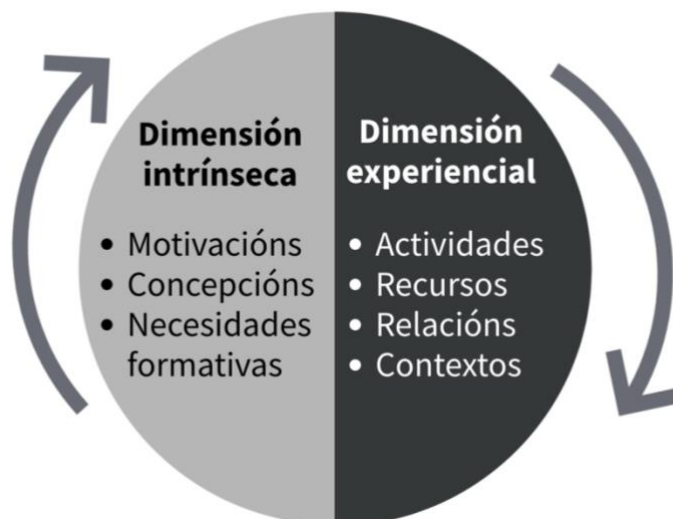 Dimensión
intrínseca
• Motivacións
• Concepcións
• Necesidades
formativas
Dimensión
experiencial
• Actividades
• Recursos
• Relacións
• Contextos